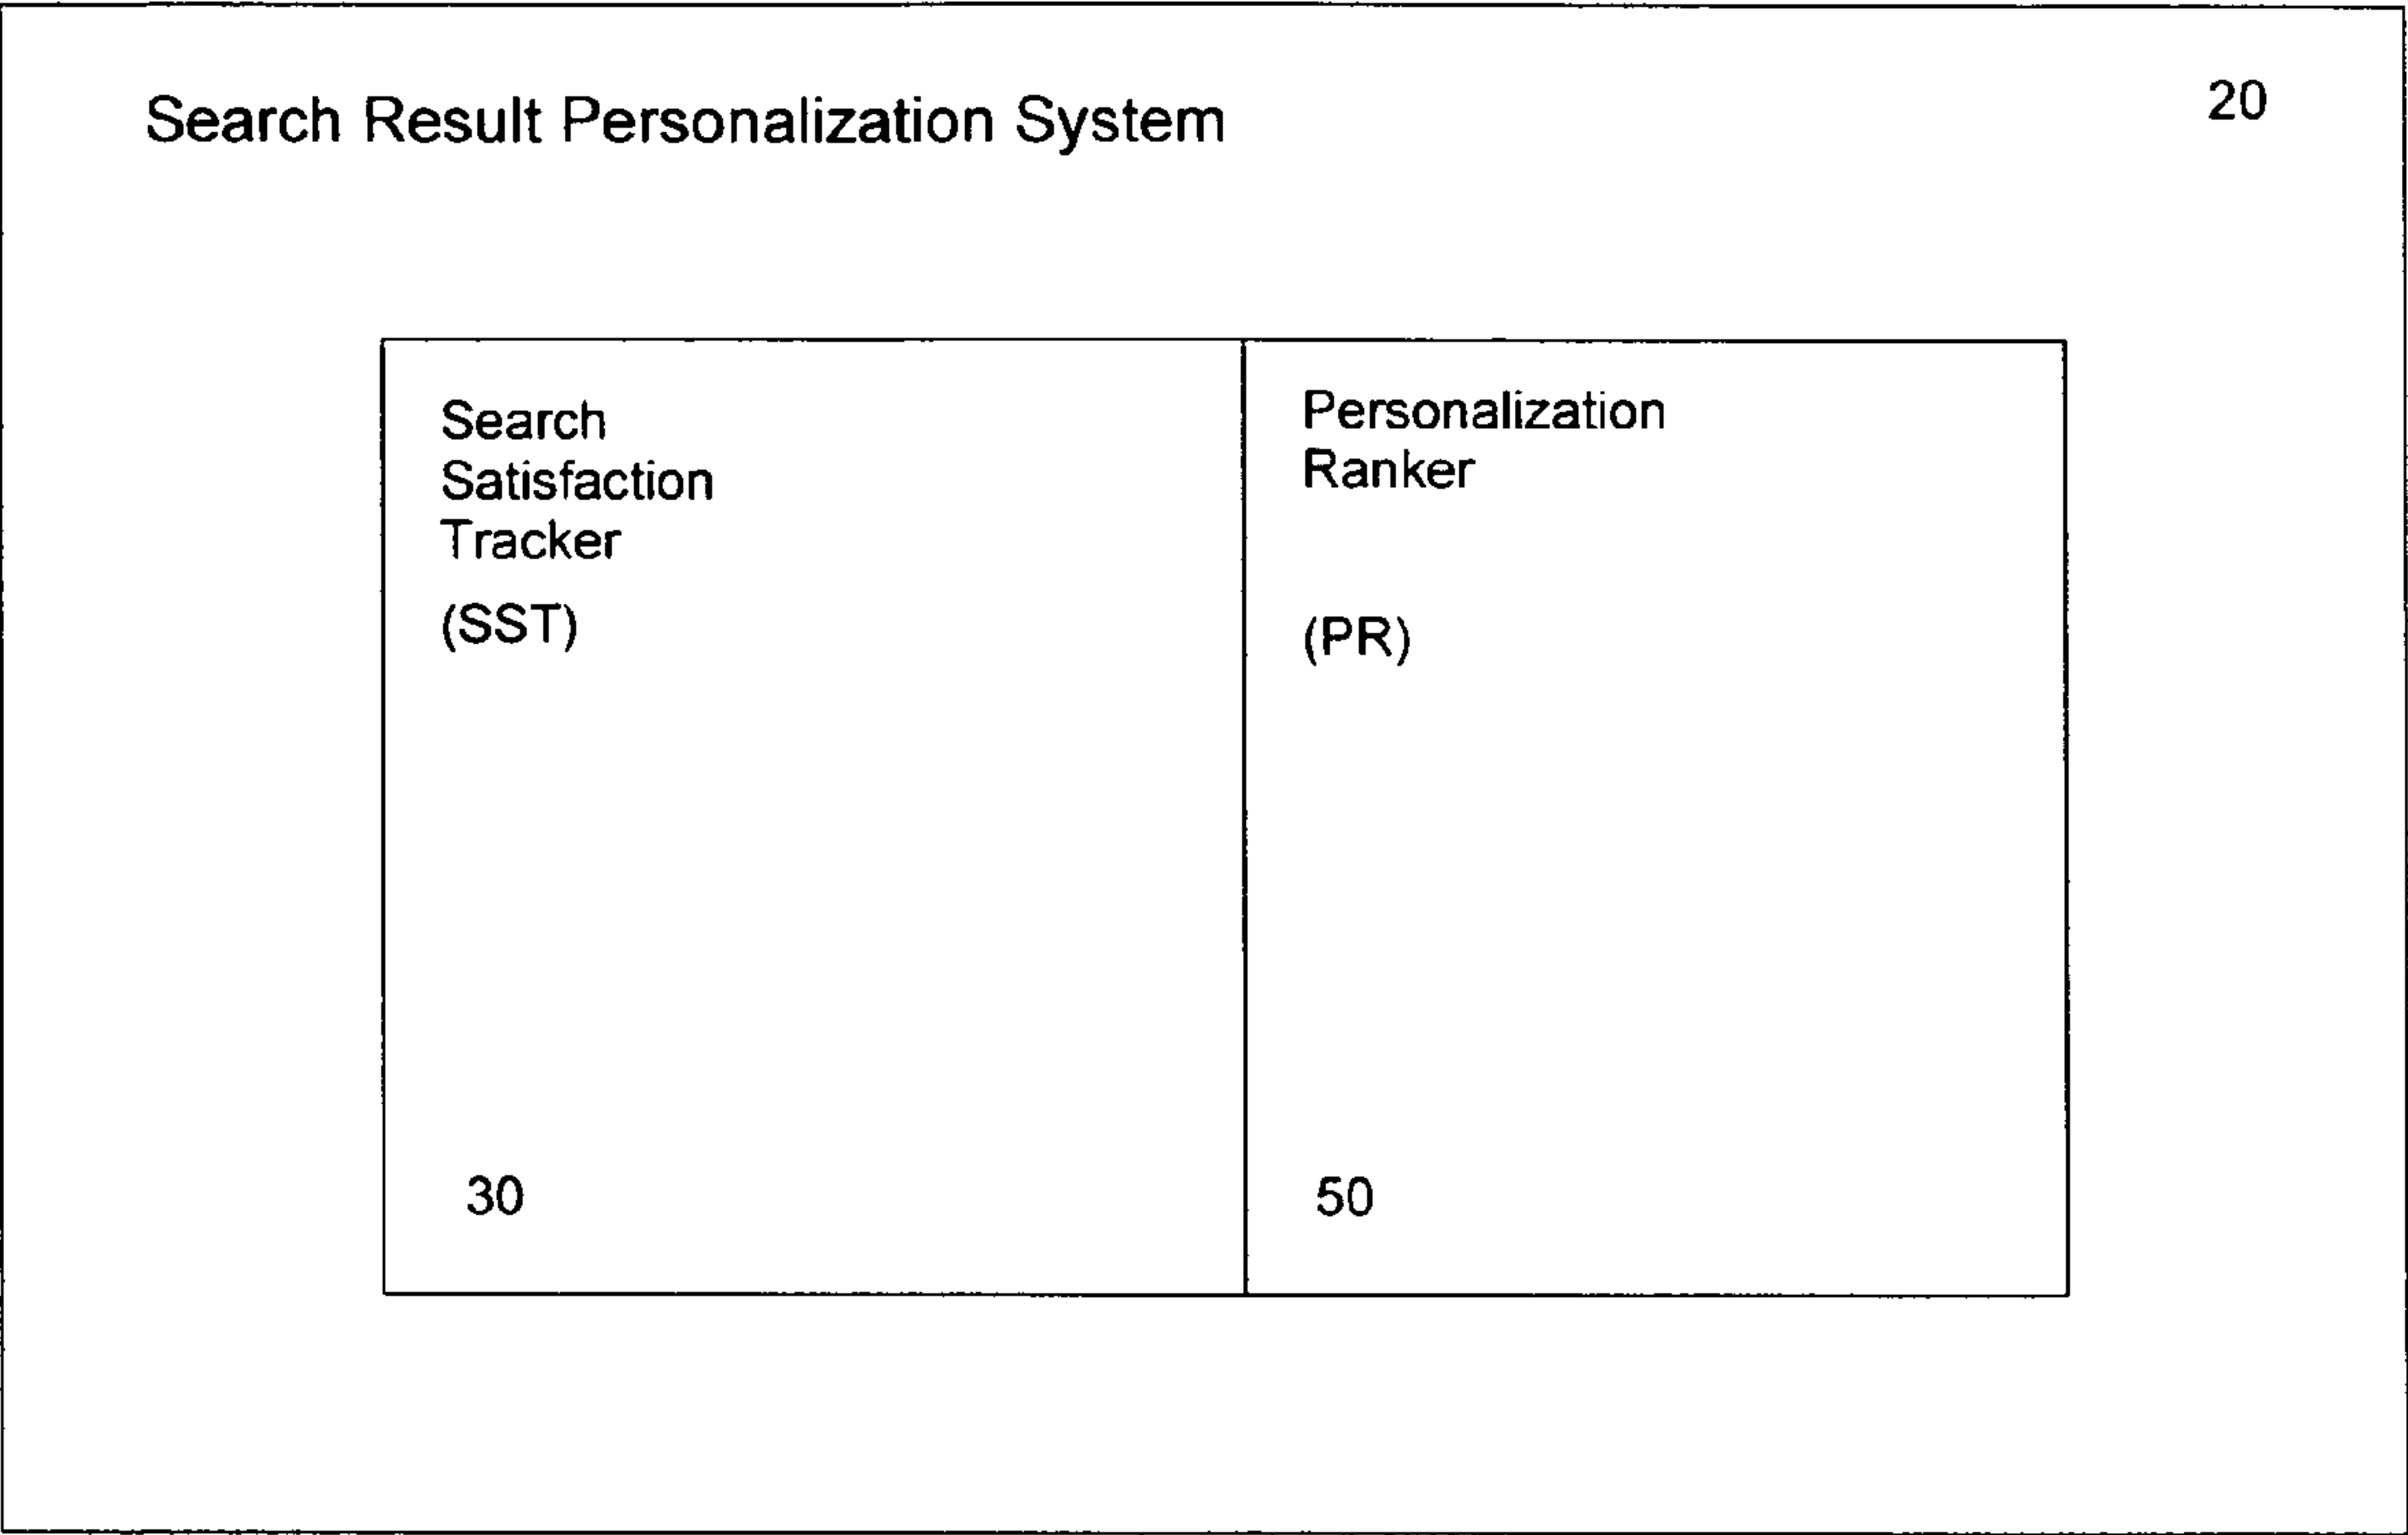 Search Result Personalization System
20
Search
Satisfaction
Tracker
(SST)
30
Personalization
Ranker
(PR)
50